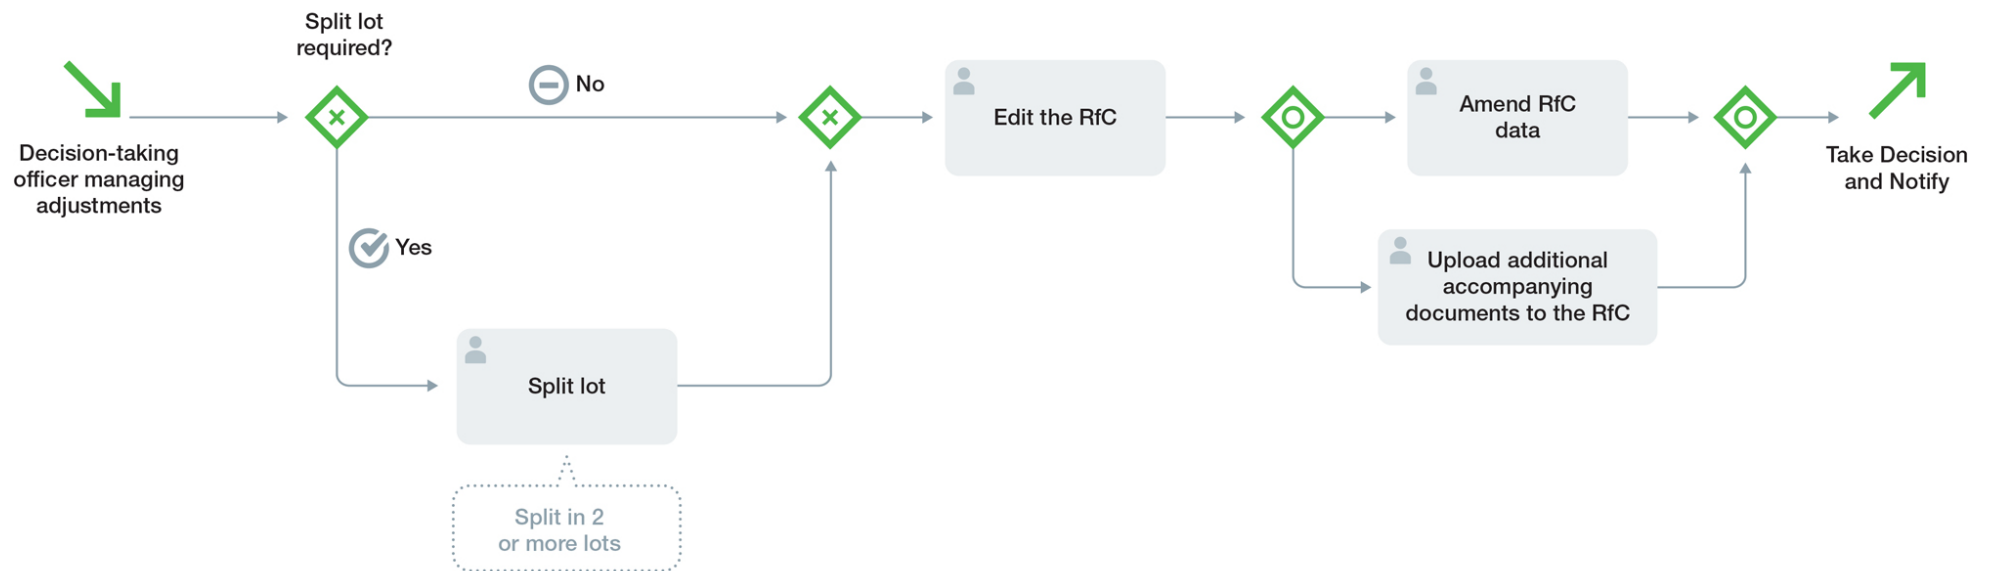 Split lot
required?
No
Decision-taking
officer managing
adjustments
Edit the RfC
Amend RfC
data
Take Decision
and Notify
Yes
Upload additional
accompanying
documents to the RfC
Split lot
Split in 2
or more lots